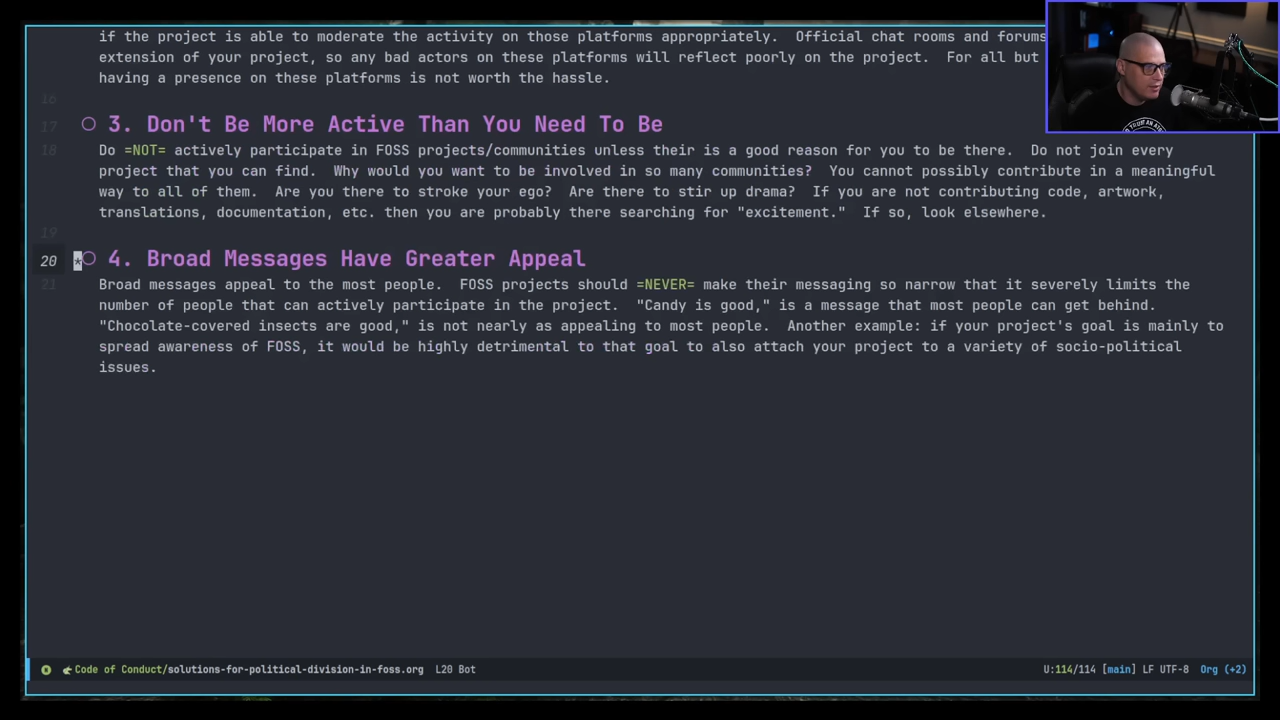 if the project is able to moderate the activity on those platforms appropriately.  Official chat rooms and forums
extension of your project, so any bad actors on these platforms will reflect poorly on the project.  For all but
having a presence on these platforms is not worth the hassle.
16
17 3. Don't Be More Active Than You Need To Be
18 Do =NOT= actively participate in FOSS projects/communities unless their is a good reason for you to be there.  Do not join every
project that you can find.  Why would you want to be involved in so many communities?  You cannot possibly contribute in a meaningful
way to all of them.  Are you there to stroke your ego?  Are there to stir up drama?  If you are not contributing code, artwork,
translations, documentation, etc. then you are probably there searching for "excitement."  If so, look elsewhere.
19
20 * 4. Broad Messages Have Greater Appeal
21 Broad messages appeal to the most people.  FOSS projects should =NEVER= make their messaging so narrow that it severely limits the
number of people that can actively participate in the project.  "Candy is good," is a message that most people can get behind.
"Chocolate-covered insects are good," is not nearly as appealing to most people.  Another example: if your project's goal is mainly to
spread awareness of FOSS, it would be highly detrimental to that goal to also attach your project to a variety of socio-political
issues.
Code of Conduct/solutions-for-political-division-in-foss.org L20 Bot U:114/114 [main] LF UTF-8 Org (+2)